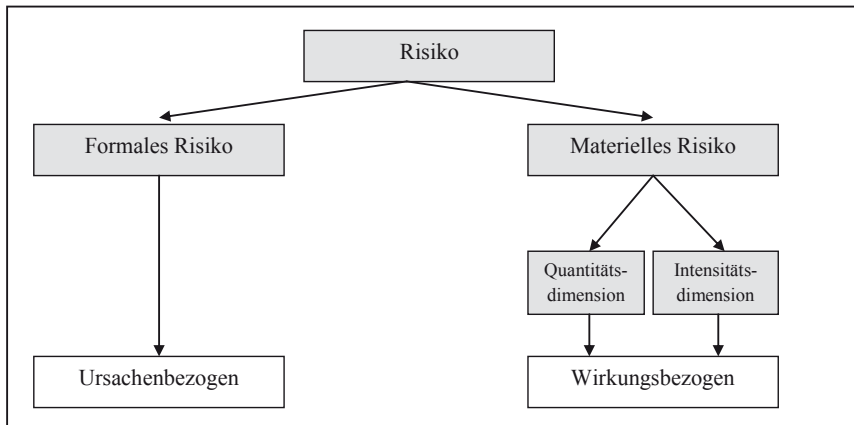 Risiko
Formales Risiko
Materielles Risiko
Quantitäts-
dimension
Intensitäts-
dimension
Ursachenbezogen
Wirkungsbezogen